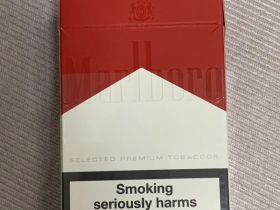 Marlboro
SELECTED PREMIUM TOBACCOS
Smoking
seriously harms